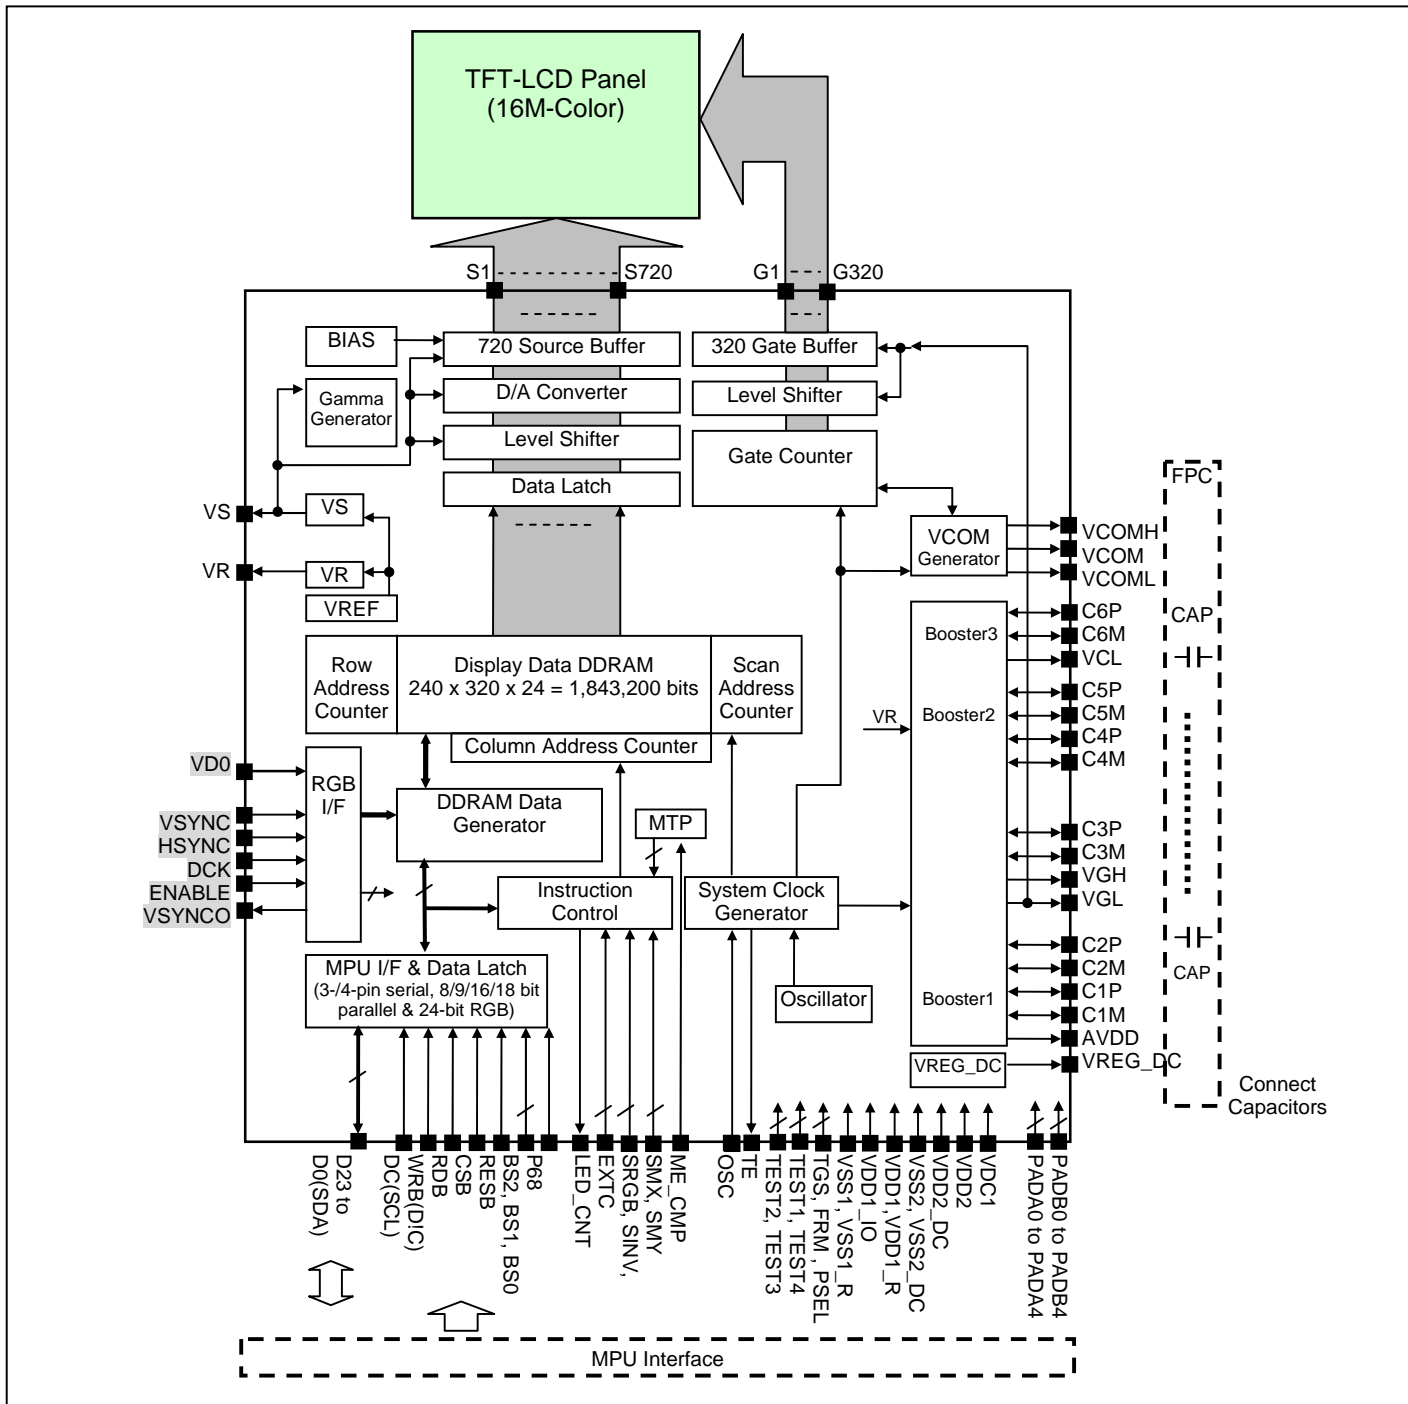 TFT-LCD Panel
(16M-Color)
S1
S720
G1
G320
BIAS
720 Source Buffer
320 Gate Buffer
Gamma
Generator
D/A Converter
Level Shifter
Level Shifter
Gate Counter
Data Latch
FPC
VS
VS
VCOM
Generator
VCOMH
VCOM
VCOML
VR
VR
VREF
CAP
Row
Address
Counter
Display Data DDRAM
240 x 320 x 24 = 1,843,200 bits
Scan
Address
Counter
Column Address Counter
Booster3
C6P
C6M
VCL
VR
Booster2
C5P
C5M
C4P
C4M
VD0
RGB
I/F
VSYNC
HSYNC
DCK
ENABLE
VSYNCO
DDRAM Data
Generator
MTP
C3P
C3M
VGH
VGL
Instruction
Control
System Clock
Generator
MPU I/F & Data Latch
(3-/4-pin serial, 8/9/16/18 bit
parallel & 24-bit RGB)
Oscillator
Booster1
C2P
C2M
C1P
C1M
AVDD
CAP
VREG_DC
VREG_DC
Connect
Capacitors
D23 to
D0(SDA)
DC(SCL)
WRB(D!C)
RDB
CSB
RESB
BS2, BS1, BS0
P68
LED_CNT
EXTC
SRGB, SINV,
SMX, SMY
ME_CMP
OSC
TE
TEST2, TEST3
TEST1, TEST4
TGS, FRM , PSEL
VSS1, VSS1_R
VDD1_IO
VDD1,VDD1_R
VSS2, VSS2_DC
VDD2_DC
VDD2
VDC1
PADA0 to PADA4
PADB0 to PADB4
MPU Interface